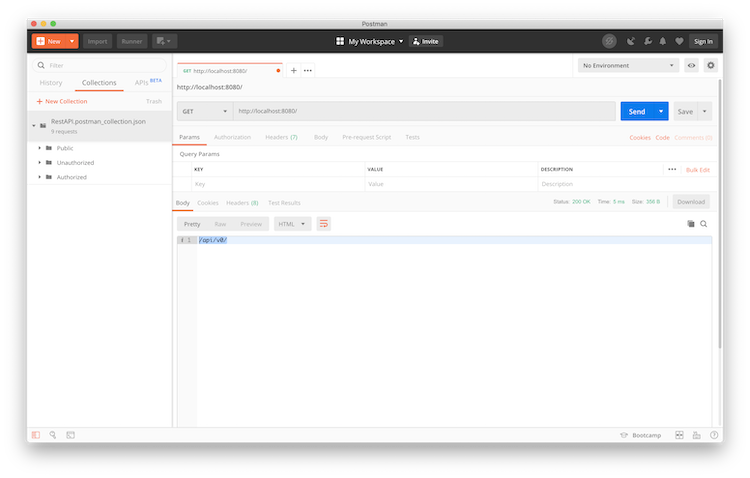 Postman
New
Import
Runner
My Workspace
Invite
Sign In
Filter
History
Collections
APIs BETA
+ New Collection
Trash
RestAPI.postman_collection.json
9 requests
Public
Unauthorized
Authorized
GET http://localhost:8080/
No Environment
http://localhost:8080/
GET
http://localhost:8080/
Send
Save
Params
Authorization
Headers (7)
Body
Pre-request Script
Tests
Cookies
Code
Comments (0)
Query Params
KEY
VALUE
DESCRIPTION
Bulk Edit
Key
Value
Description
Body
Cookies
Headers (8)
Test Results
Status: 200 OK
Time: 5 ms
Size: 308 B
Download
Pretty
Raw
Preview
HTML
1
/api/v0/
Bootcamp